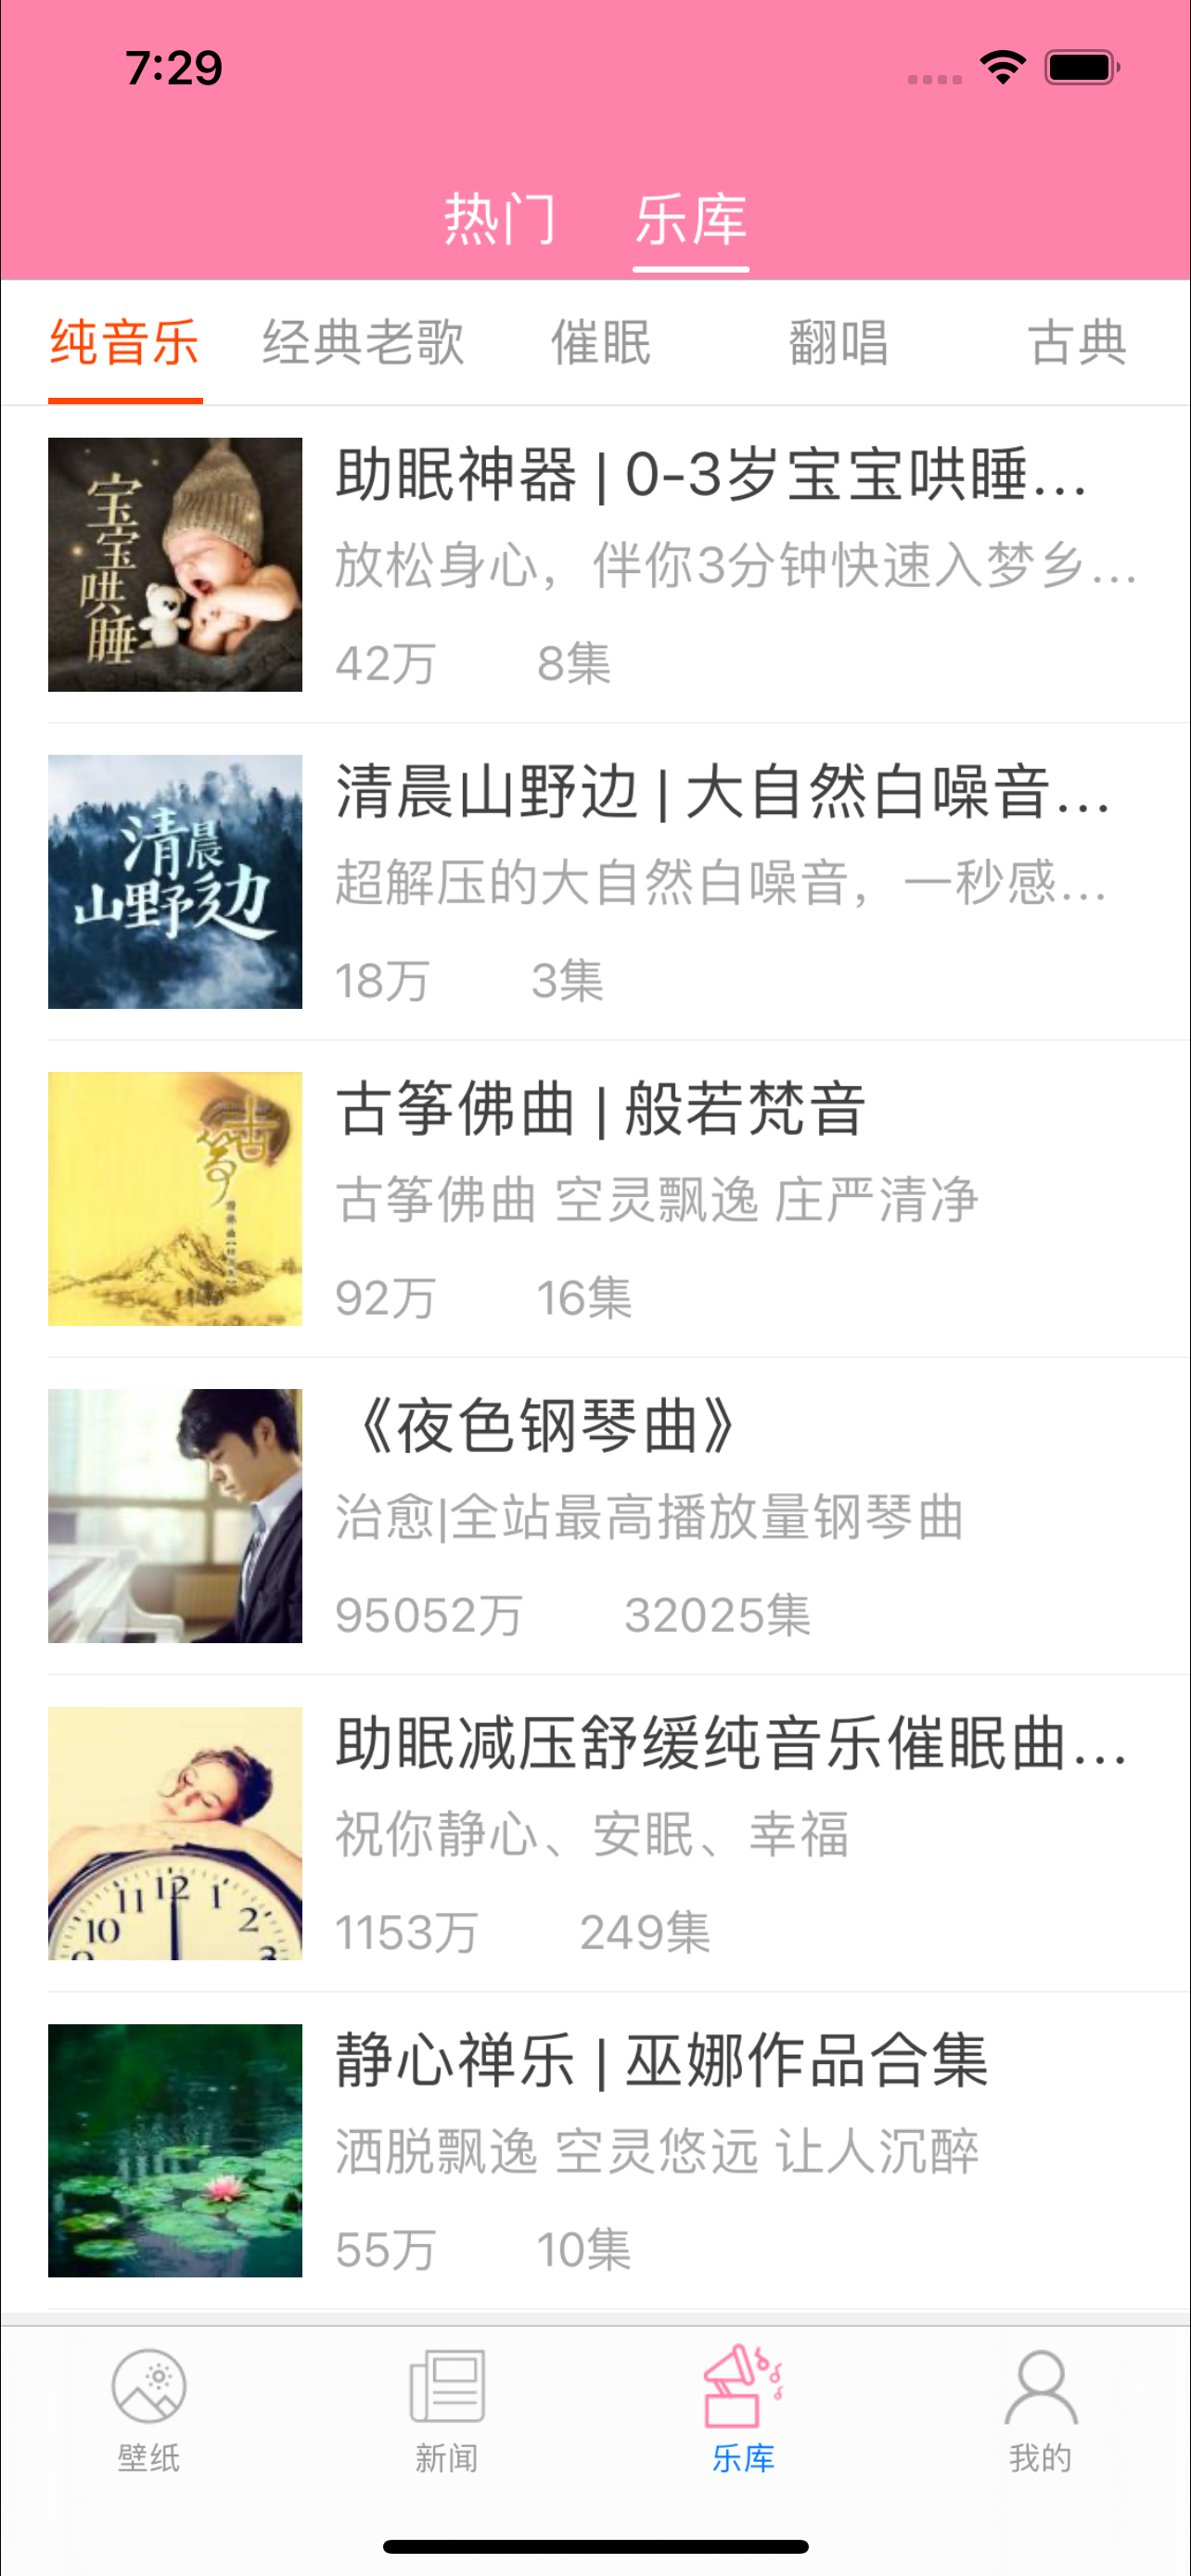 7:29
热门 乐库
纯音乐 经典老歌 催眠 翻唱 古典
宝宝哄睡
助眠神器 | 0-3岁宝宝哄睡...
放松身心，伴你3分钟快速入梦乡...
42万 8集
清晨
山野边
清晨山野边 | 大自然白噪音...
超解压的大自然白噪音，一秒感...
18万 3集
古筝
古筝佛曲 | 般若梵音
古筝佛曲 空灵飘逸 庄严清净
92万 16集
《夜色钢琴曲》
治愈|全站最高播放量钢琴曲
95052万 32025集
11 12 1
10 2
助眠减压舒缓纯音乐催眠曲...
祝你静心、安眠、幸福
1153万 249集
静心禅乐 | 巫娜作品合集
洒脱飘逸 空灵悠远 让人沉醉
55万 10集
壁纸 新闻 乐库 我的